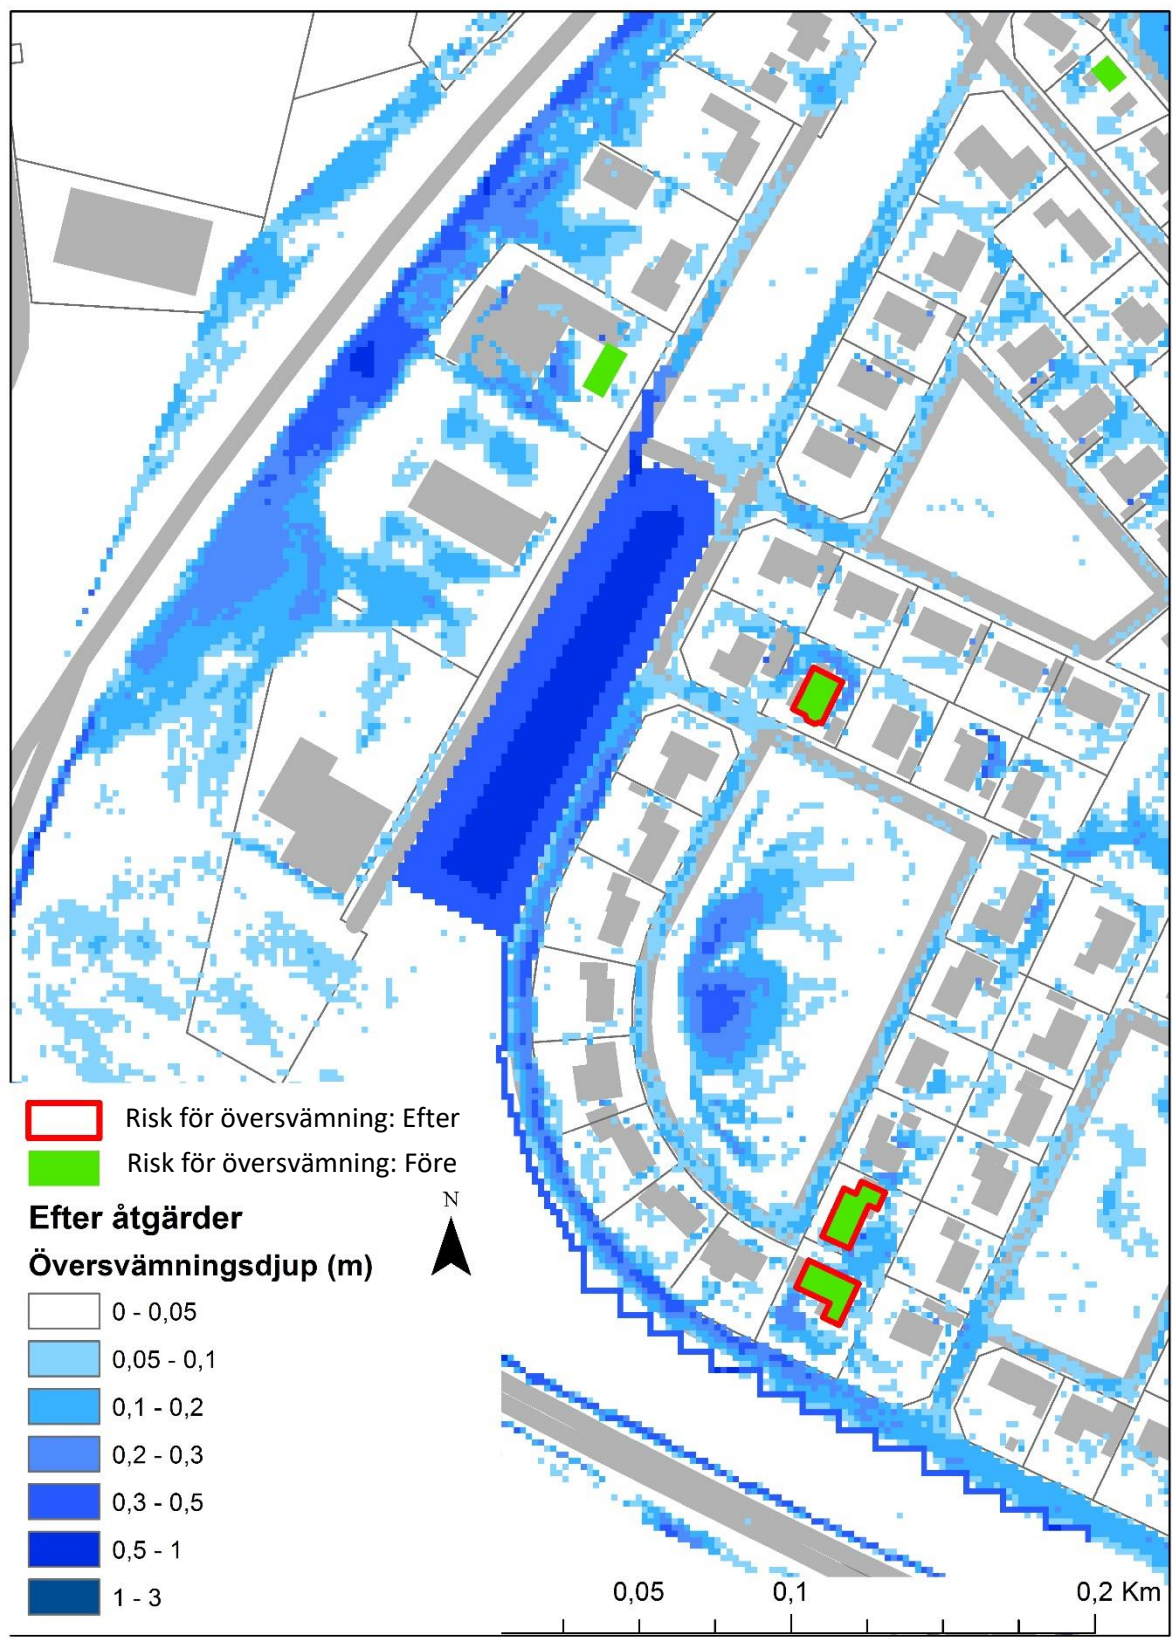 Risk för översvämning: Efter
Risk för översvämning: Före
N
Efter åtgärder
Översvämningsdjup (m)
0 - 0,05
0,05 - 0,1
0,1 - 0,2
0,2 - 0,3
0,3 - 0,5
0,5 - 1
1 - 3
0,05 0,1 0,2 Km